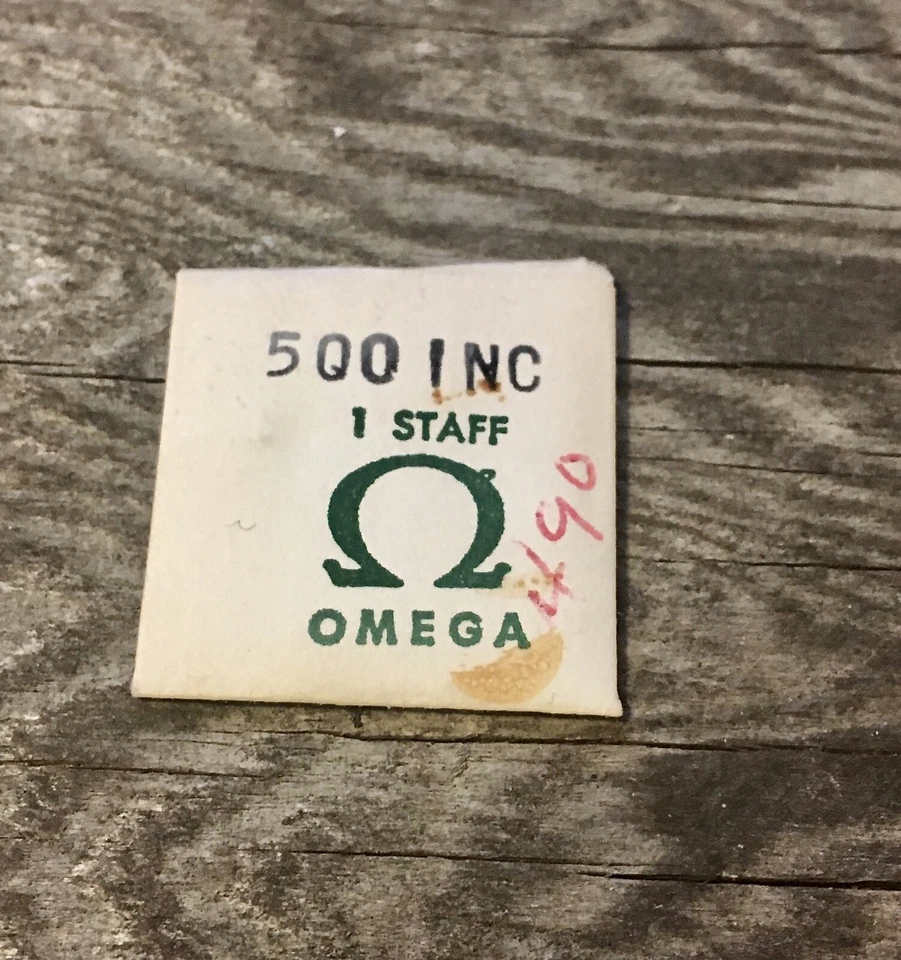 500 INC
1 STAFF
Ω
OMEGA
490